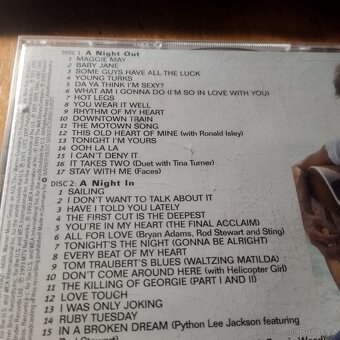 DISC 1: A Night Out
1 MAGGIE MAY
2 BABY JANE
3 SOME GUYS HAVE ALL THE LUCK
4 YOUNG TURKS
5 DA YA THINK I'M SEXY?
6 WHAT AM I GONNA DO (I'M SO IN LOVE WITH YOU)
7 HOT LEGS
8 YOU WEAR IT WELL
9 RHYTHM OF MY HEART
10 DOWNTOWN TRAIN
11 THE MOTOWN SONG
12 THIS OLD HEART OF MINE (with Ronald Isley)
13 TONIGHT I'M YOURS
14 OOH LA LA
15 I CAN'T DENY IT
16 IT TAKES TWO (Duet with Tina Turner)
17 STAY WITH ME (Faces)
DISC 2: A Night In
1 SAILING
2 I DON'T WANT TO TALK ABOUT IT
3 HAVE I TOLD YOU LATELY
4 THE FIRST CUT IS THE DEEPEST
5 YOU'RE IN MY HEART (THE FINAL ACCLAIM)
6 ALL FOR LOVE (Bryan Adams, Rod Stewart and Sting)
7 TONIGHT'S THE NIGHT (GONNA BE ALRIGHT)
8 EVERY BEAT OF MY HEART
9 TOM TRAUBERT'S BLUES (WALTZING MATILDA)
10 DON'T COME AROUND HERE (with Helicopter Girl)
11 THE KILLING OF GEORGIE (PART I and II)
12 LOVE TOUCH
13 I WAS ONLY JOKING
14 RUBY TUESDAY
15 IN A BROKEN DREAM (Python Lee Jackson featuring